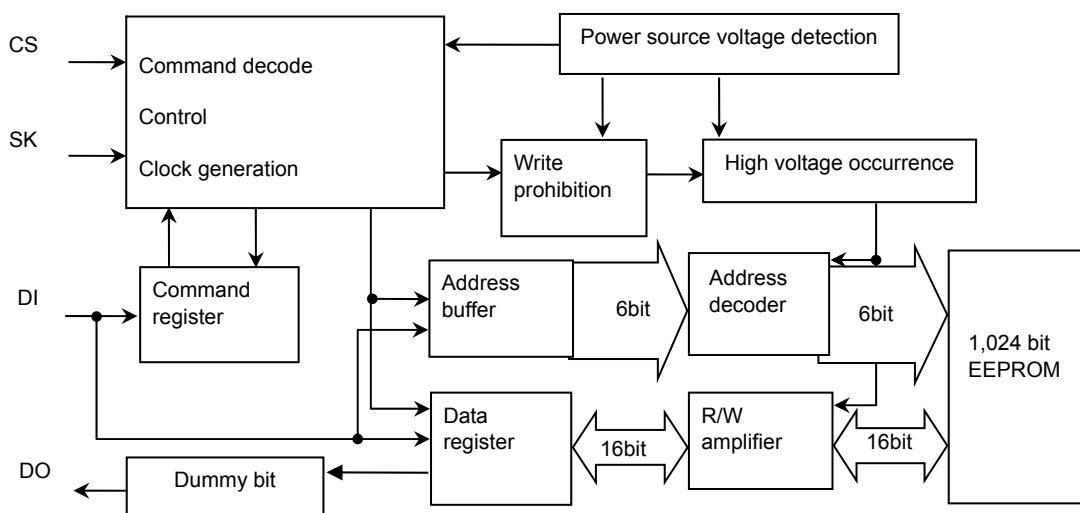 CS
Command decode
Control
Clock generation
Power source voltage detection
SK
Write
prohibition
High voltage occurrence
DI
Command
register
Address
buffer
6bit
Address
decoder
6bit
1,024 bit
EEPROM
Data
register
16bit
R/W
amplifier
16bit
DO
Dummy bit